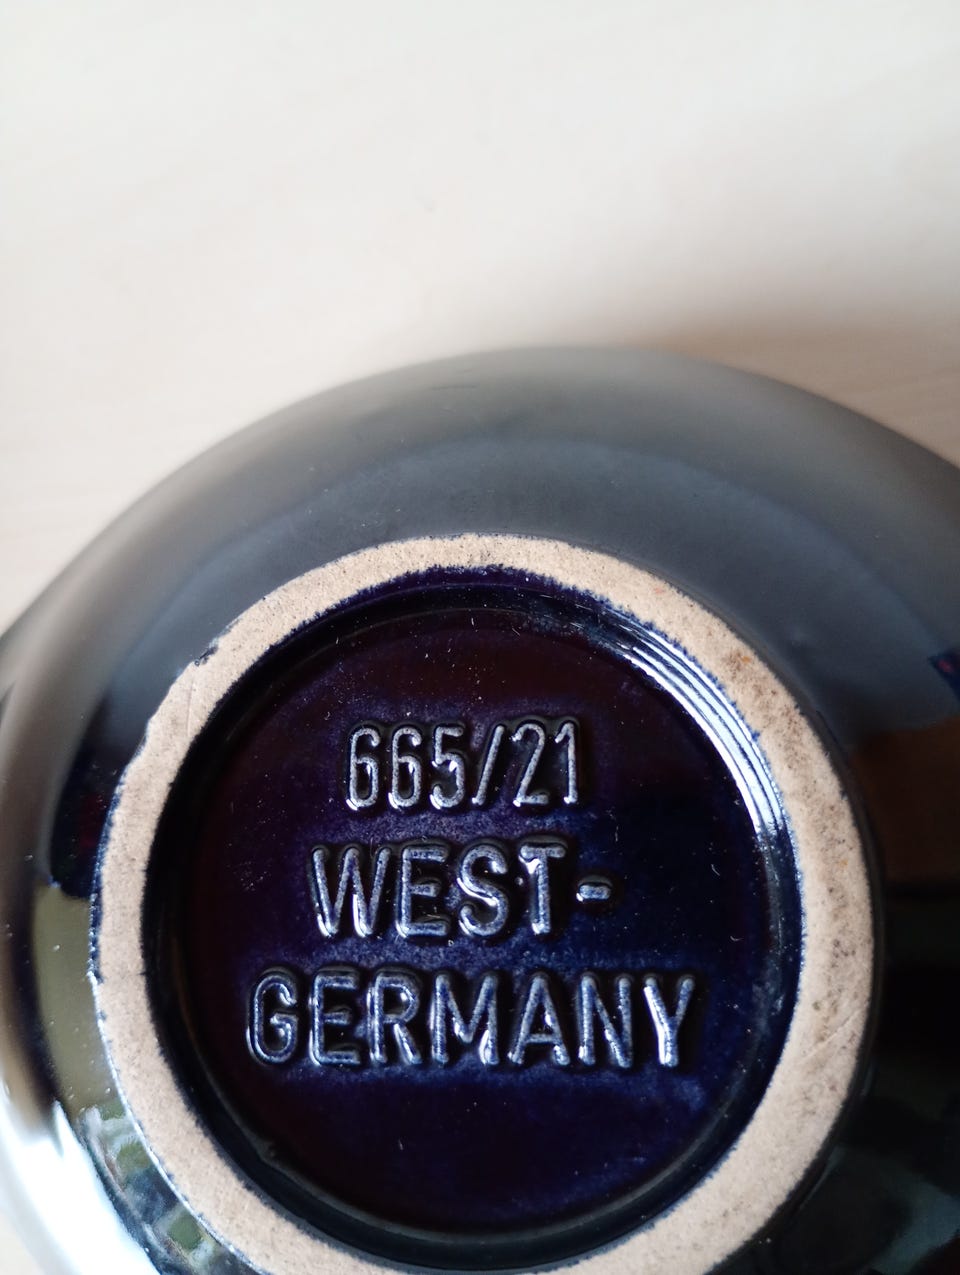 665/21
WEST-
GERMANY